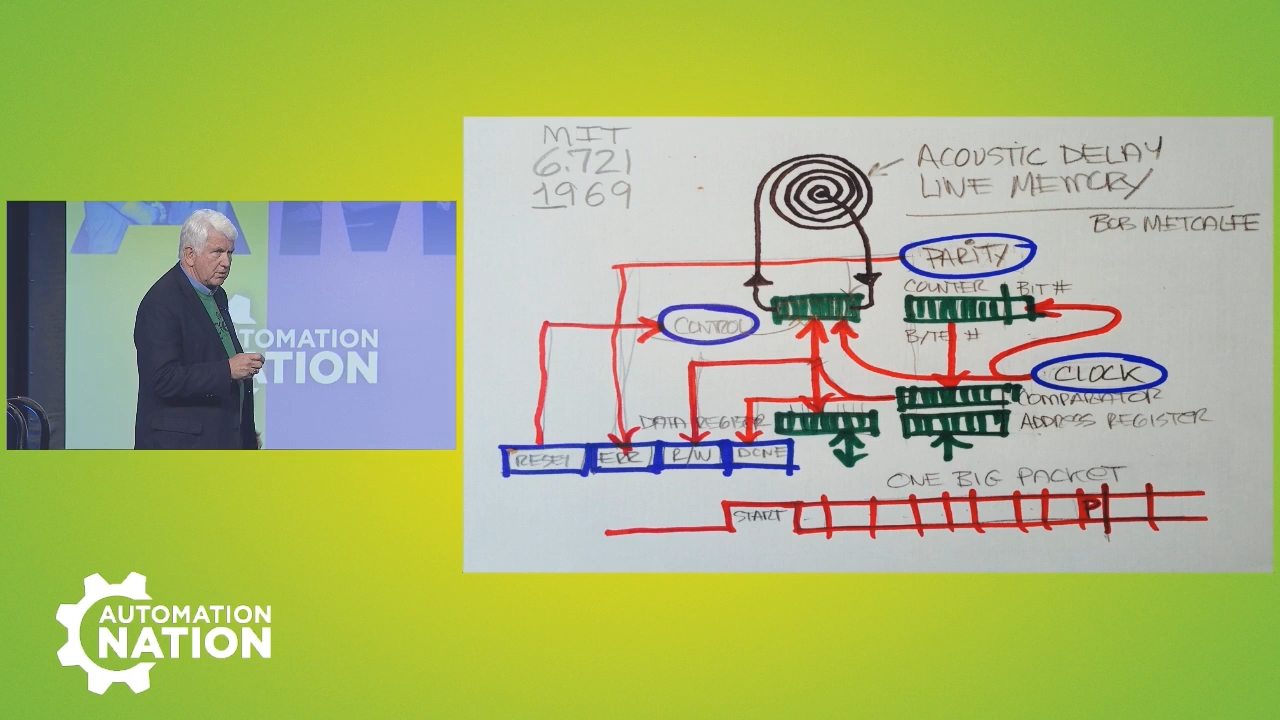 AM
AUTOMATION
NATION
MIT
6.721
1969
ACOUSTIC DELAY
LINE MEMORY
BOB METCALFE
PARITY
COUNTER BIT #
CONTROL
BYTE #
CLOCK
COMPARATOR
DATA REGISTER
ADDRESS REGISTER
RESET ERR R/W DONE
ONE BIG PACKET
START
P
AUTOMATION
NATION